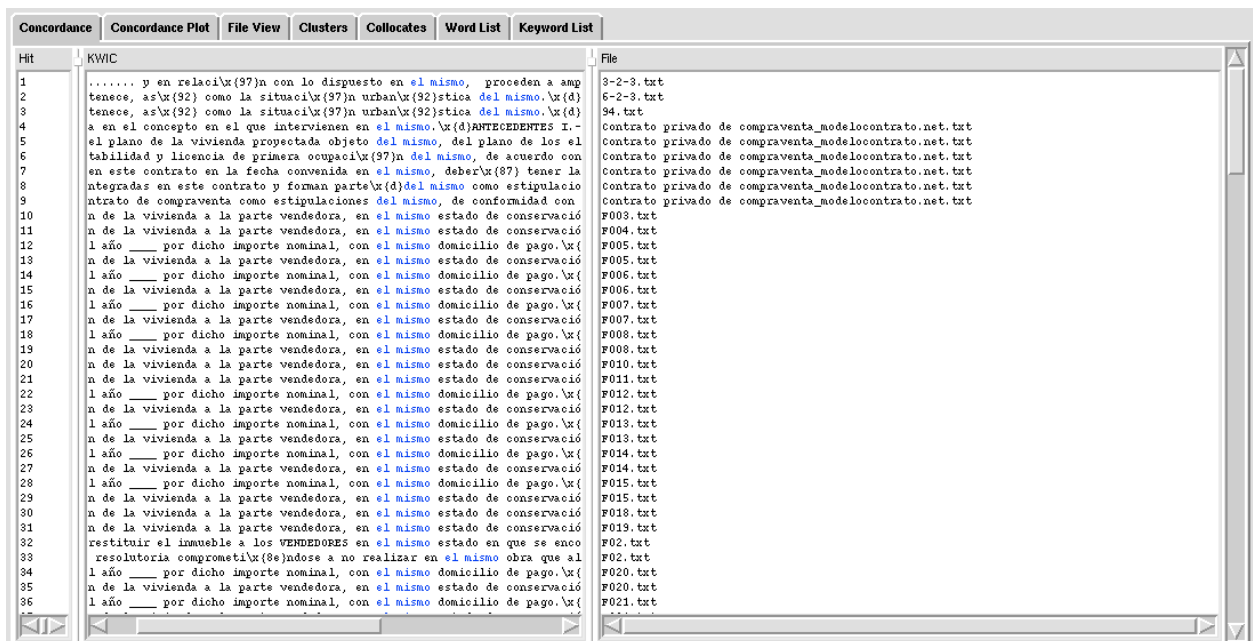 Concordance Concordance Plot File View Clusters Collocates Word List Keyword List
Hit KWIC File
1 ....... y en relaci\x{97}n con lo dispuesto en el mismo, proceden a amp 3-2-3.txt
2 tenece, as\x{92} como la situaci\x{97}n urban\x{92}stica del mismo.\x{d} 6-2-3.txt
3 tenece, as\x{92} como la situaci\x{97}n urban\x{92}stica del mismo.\x{d} 94.txt
4 a en el concepto en el que intervienen en el mismo.\x{d}ANTECEDENTES I.- Contrato privado de compraventa_modelocontrato.net.txt
5 el plano de la vivienda proyectada objeto del mismo, del plano de los el Contrato privado de compraventa_modelocontrato.net.txt
6 tabilidad y licencia de primera ocupaci\x{97}n del mismo, de acuerdo con Contrato privado de compraventa_modelocontrato.net.txt
7 en este contrato en la fecha convenida en el mismo, deber\x{87} tener la Contrato privado de compraventa_modelocontrato.net.txt
8 ntegradas en este contrato y forman parte\x{d}del mismo como estipulacio Contrato privado de compraventa_modelocontrato.net.txt
9 ntrato de compraventa como estipulaciones del mismo, de conformidad con Contrato privado de compraventa_modelocontrato.net.txt
10 n de la vivienda a la parte vendedora, en el mismo estado de conservació F003.txt
11 n de la vivienda a la parte vendedora, en el mismo estado de conservació F004.txt
12 l año ____ por dicho importe nominal, con el mismo domicilio de pago.\x{ F005.txt
13 n de la vivienda a la parte vendedora, en el mismo estado de conservació F005.txt
14 l año ____ por dicho importe nominal, con el mismo domicilio de pago.\x{ F006.txt
15 n de la vivienda a la parte vendedora, en el mismo estado de conservació F006.txt
16 l año ____ por dicho importe nominal, con el mismo domicilio de pago.\x{ F007.txt
17 n de la vivienda a la parte vendedora, en el mismo estado de conservació F007.txt
18 l año ____ por dicho importe nominal, con el mismo domicilio de pago.\x{ F008.txt
19 n de la vivienda a la parte vendedora, en el mismo estado de conservació F008.txt
20 n de la vivienda a la parte vendedora, en el mismo estado de conservació F010.txt
21 n de la vivienda a la parte vendedora, en el mismo estado de conservació F011.txt
22 l año ____ por dicho importe nominal, con el mismo domicilio de pago.\x{ F012.txt
23 n de la vivienda a la parte vendedora, en el mismo estado de conservació F012.txt
24 l año ____ por dicho importe nominal, con el mismo domicilio de pago.\x{ F013.txt
25 n de la vivienda a la parte vendedora, en el mismo estado de conservació F013.txt
26 l año ____ por dicho importe nominal, con el mismo domicilio de pago.\x{ F014.txt
27 n de la vivienda a la parte vendedora, en el mismo estado de conservació F014.txt
28 l año ____ por dicho importe nominal, con el mismo domicilio de pago.\x{ F015.txt
29 n de la vivienda a la parte vendedora, en el mismo estado de conservació F015.txt
30 n de la vivienda a la parte vendedora, en el mismo estado de conservació F018.txt
31 n de la vivienda a la parte vendedora, en el mismo estado de conservació F019.txt
32 restituir el inmueble a los VENDEDORES en el mismo estado en que se enco F02.txt
33 resolutoria comprometi\x{8e}ndose a no realizar en el mismo obra que al F02.txt
34 l año ____ por dicho importe nominal, con el mismo domicilio de pago.\x{ F020.txt
35 n de la vivienda a la parte vendedora, en el mismo estado de conservació F020.txt
36 l año ____ por dicho importe nominal, con el mismo domicilio de pago.\x{ F021.txt